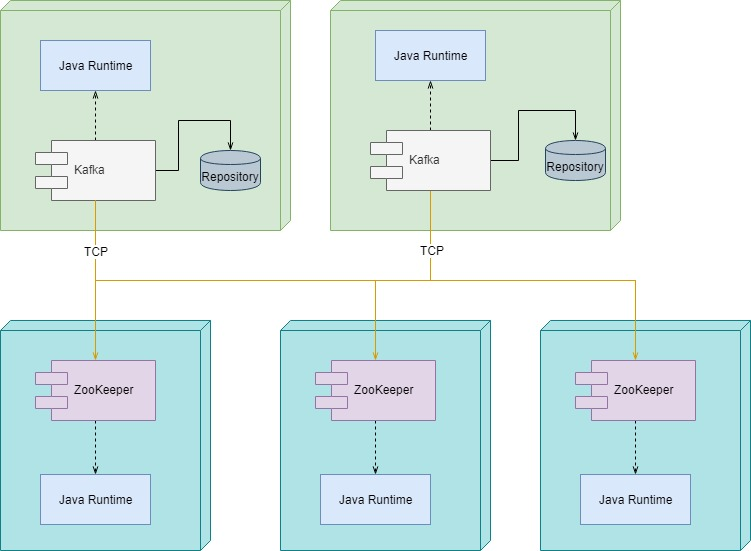 Java Runtime
Java Runtime
Kafka
Repository
Kafka
Repository
TCP
TCP
ZooKeeper
ZooKeeper
ZooKeeper
Java Runtime
Java Runtime
Java Runtime